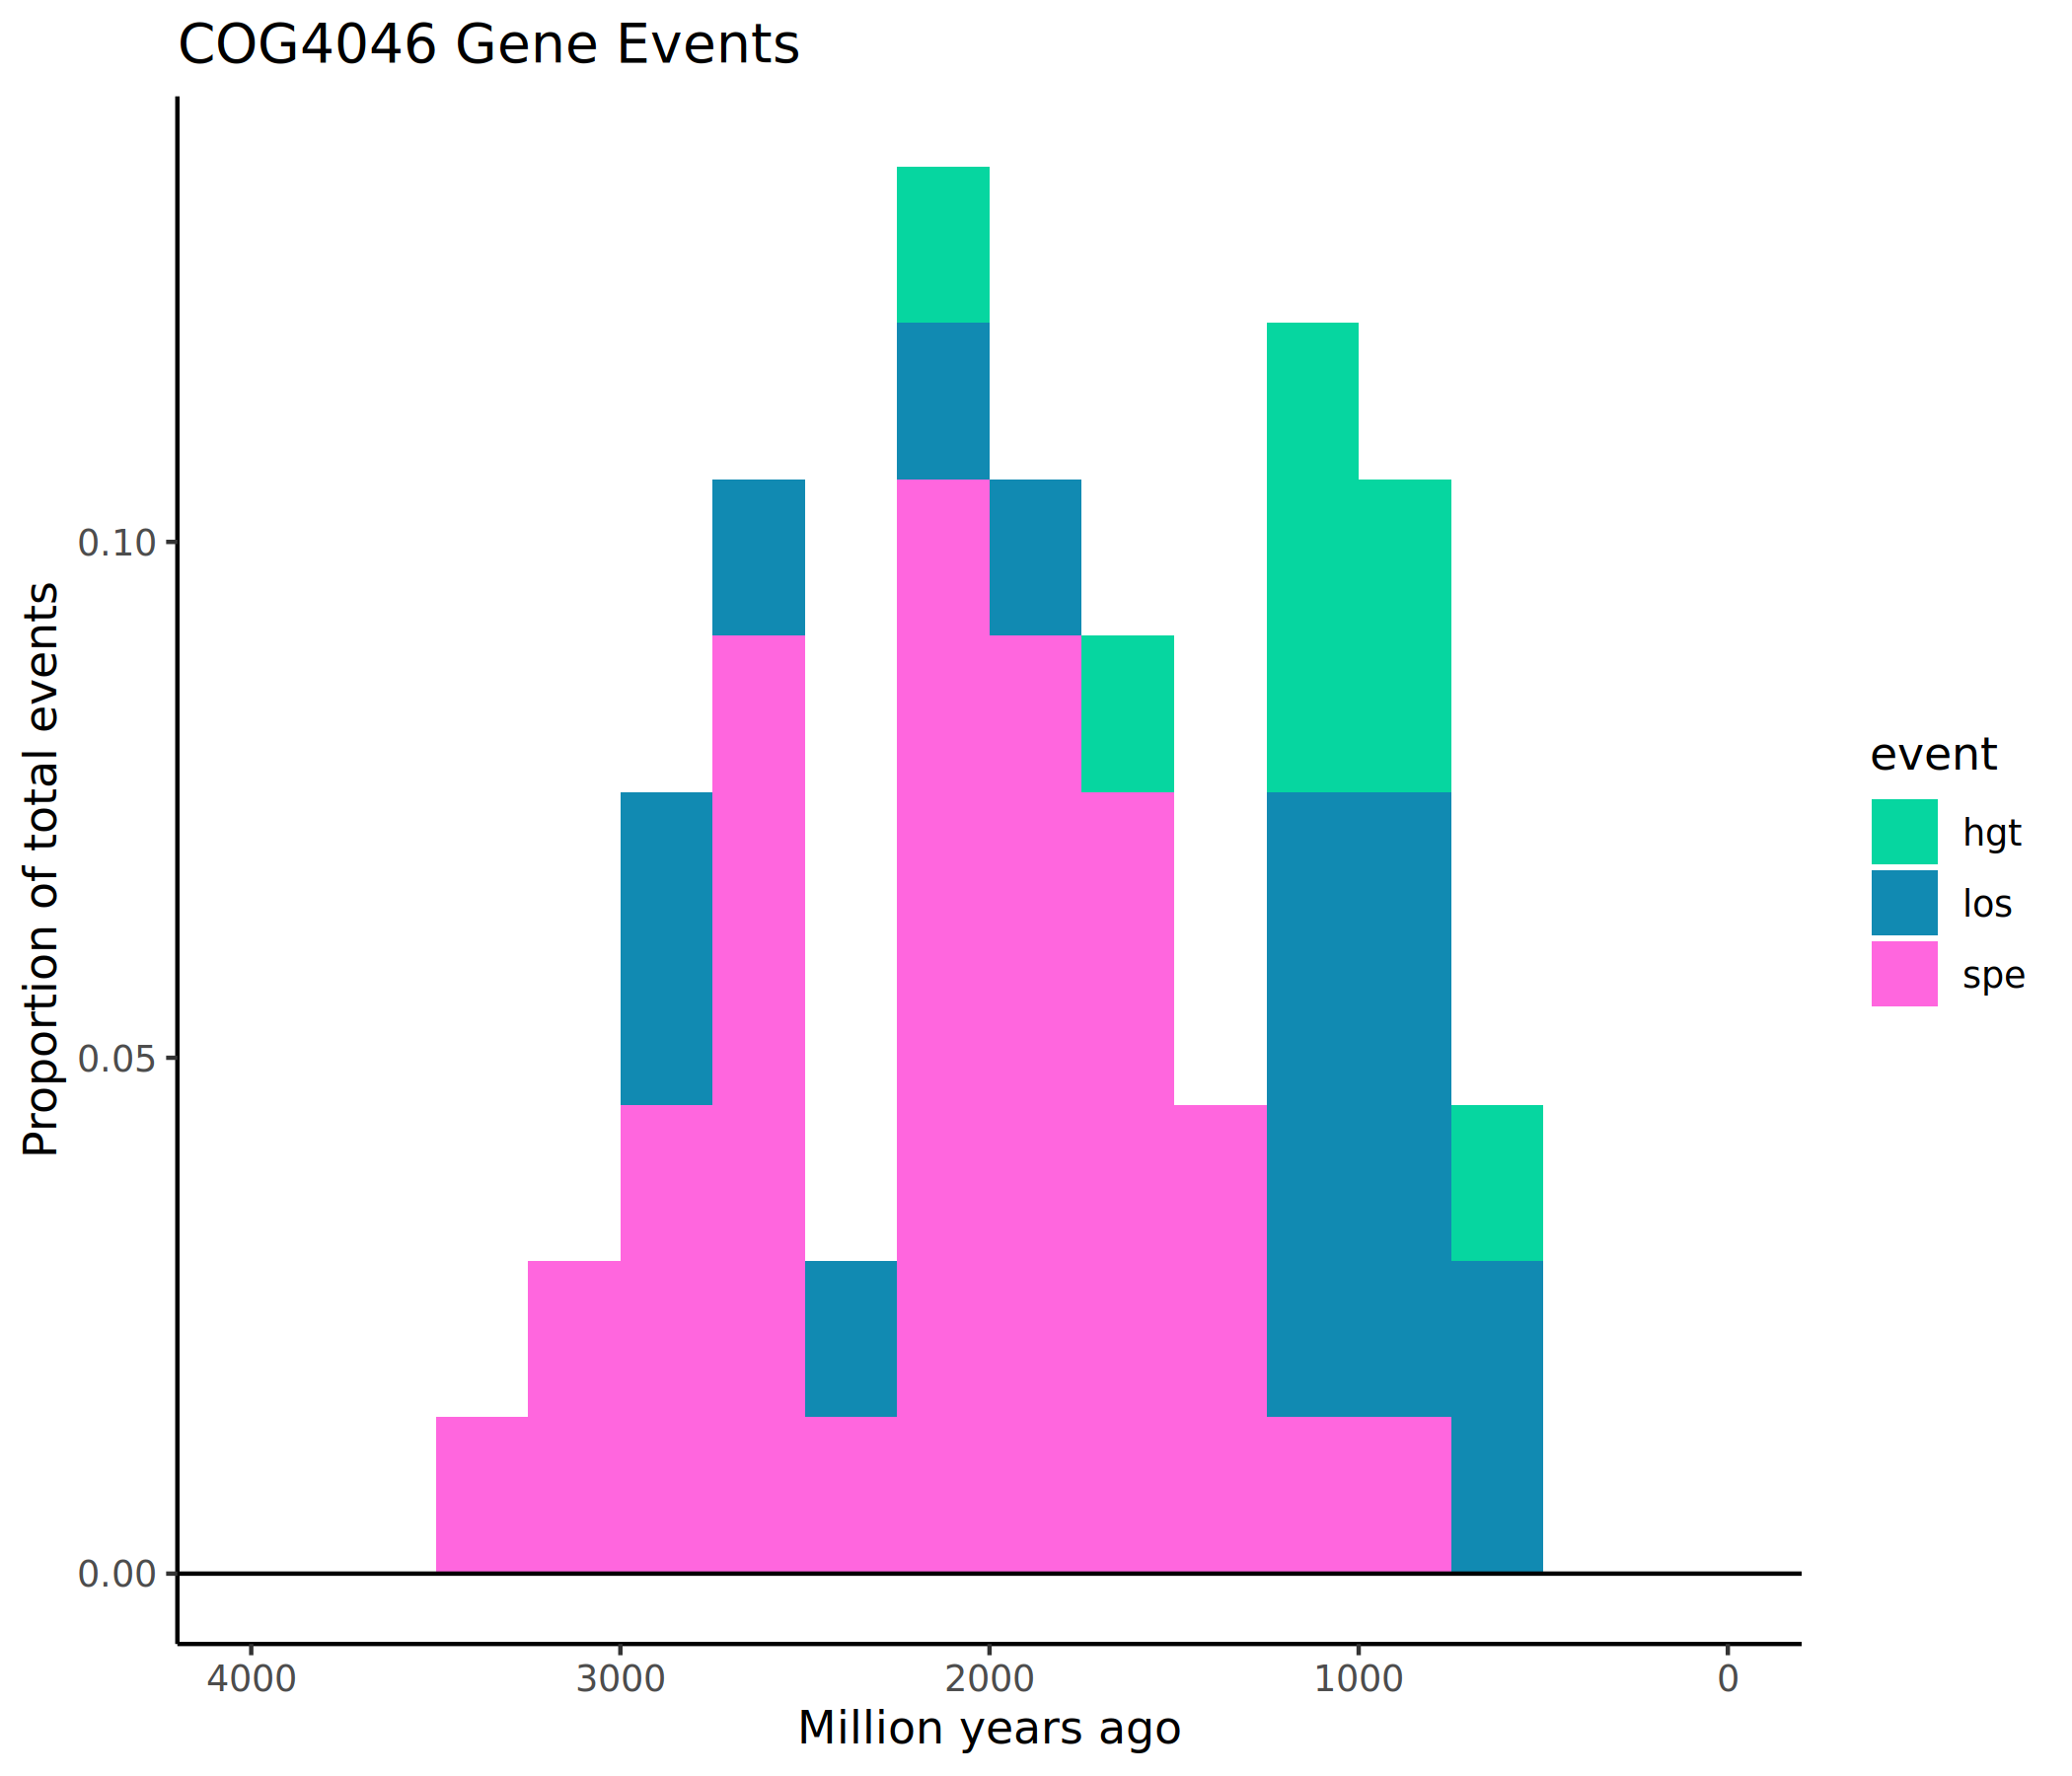 COG4046 Gene Events
Proportion of total events
0.10
0.05
0.00
4000 3000 2000 1000 0
Million years ago
event
hgt
los
spe